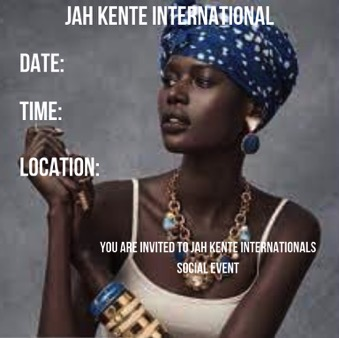 JAH KENTE INTERNATIONAL
DATE:
TIME:
LOCATION:
YOU ARE INVITED TO JAH KENTE INTERNATIONALS
SOCIAL EVENT